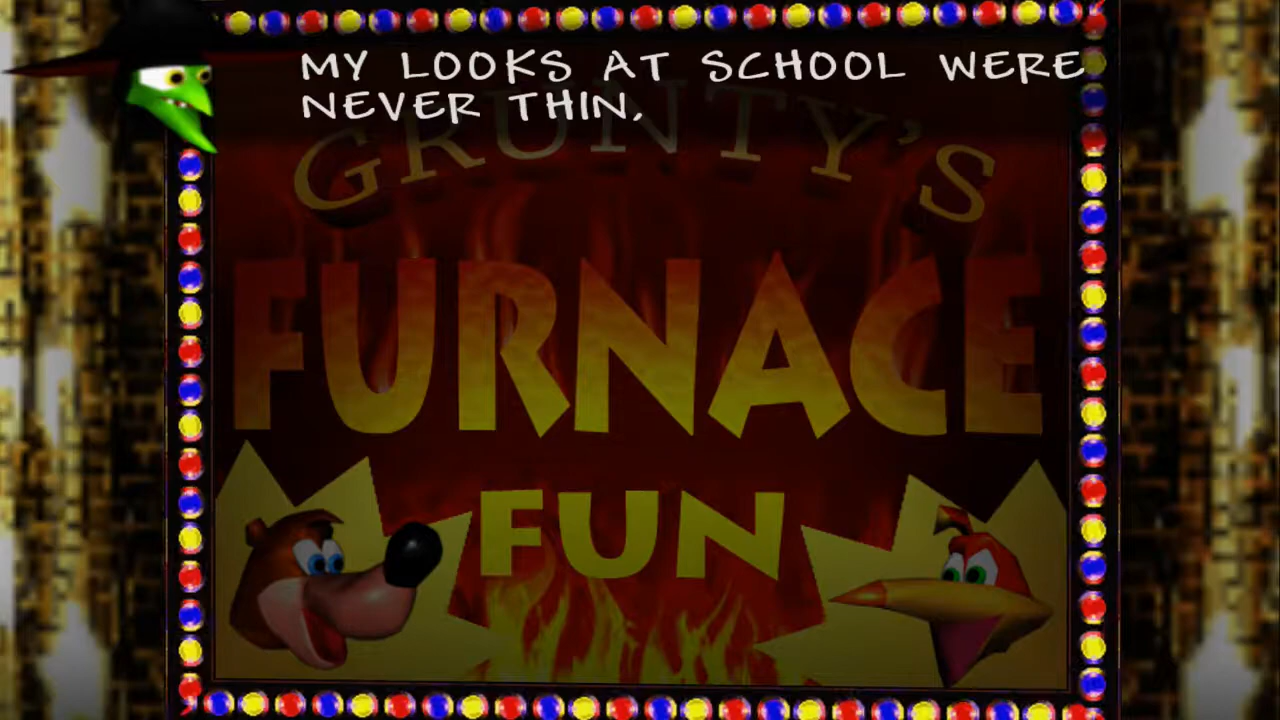 MY LOOKS AT SCHOOL WERE
NEVER THIN,
GRUNTY'S
FURNACE
FUN